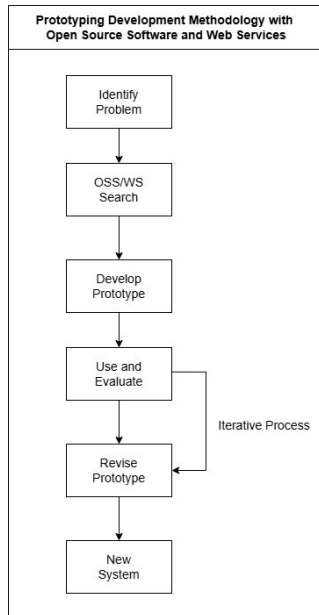 Prototyping Development Methodology with
Open Source Software and Web Services
Identify
Problem
OSS/WS
Search
Develop
Prototype
Use and
Evaluate
Iterative Process
Revise
Prototype
New
System